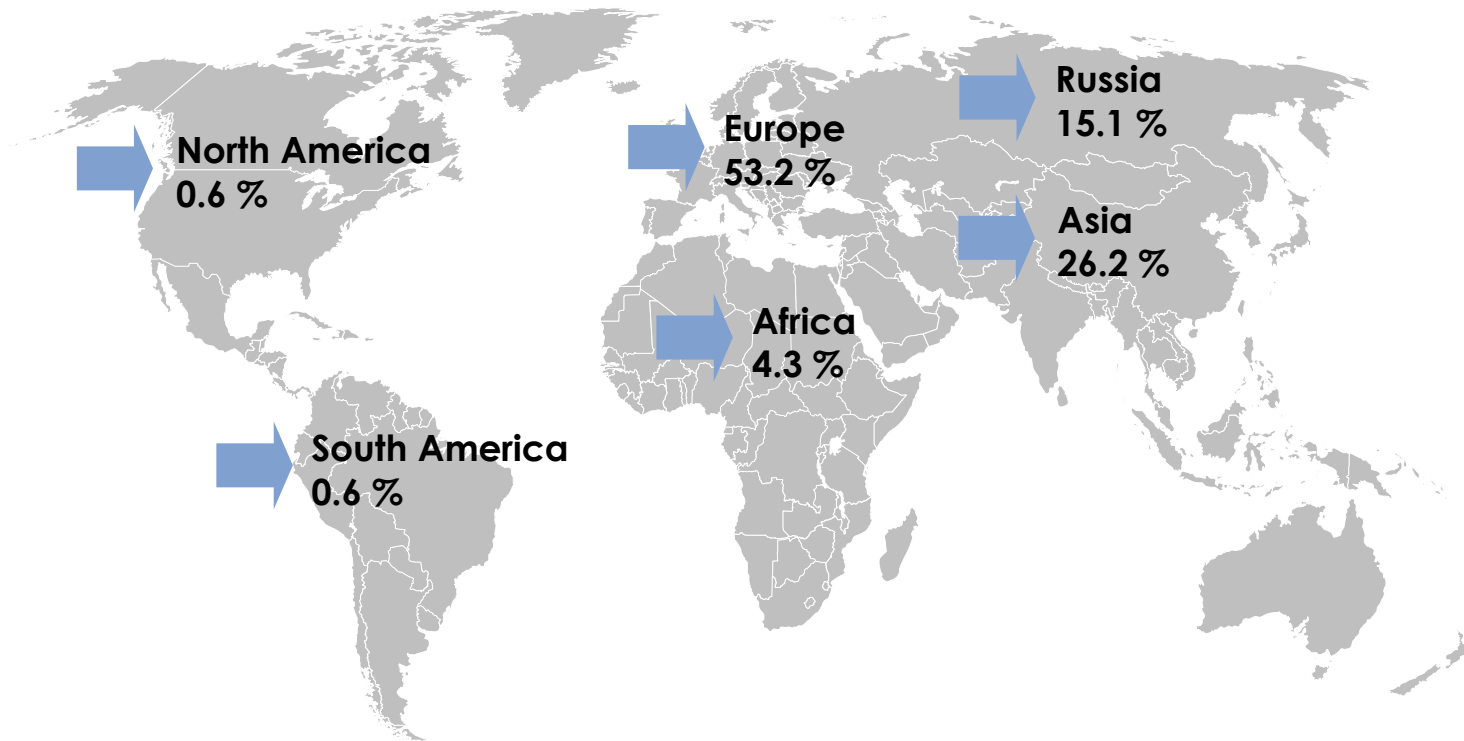 North America
0.6 %
South America
0.6 %
Europe
53.2 %
Africa
4.3 %
Russia
15.1 %
Asia
26.2 %